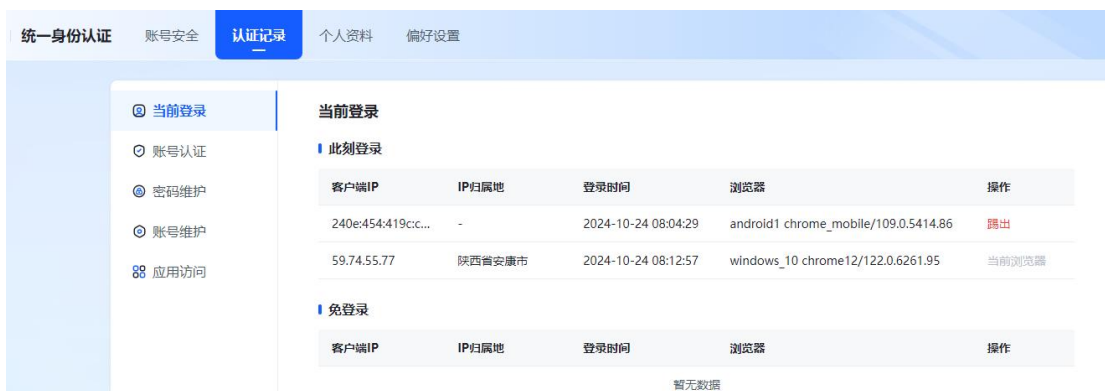 统一身份认证 账号安全 认证记录 个人资料 偏好设置
当前登录
账号认证
密码维护
账号维护
应用访问
当前登录
此刻登录
客户端IP IP归属地 登录时间 浏览器 操作
240e:454:419c:c... - 2024-10-24 08:04:29 android1 chrome_mobile/109.0.5414.86 踢出
59.74.55.77 陕西省安康市 2024-10-24 08:12:57 windows_10 chrome12/122.0.6261.95 当前浏览器
免登录
客户端IP IP归属地 登录时间 浏览器 操作
暂无数据